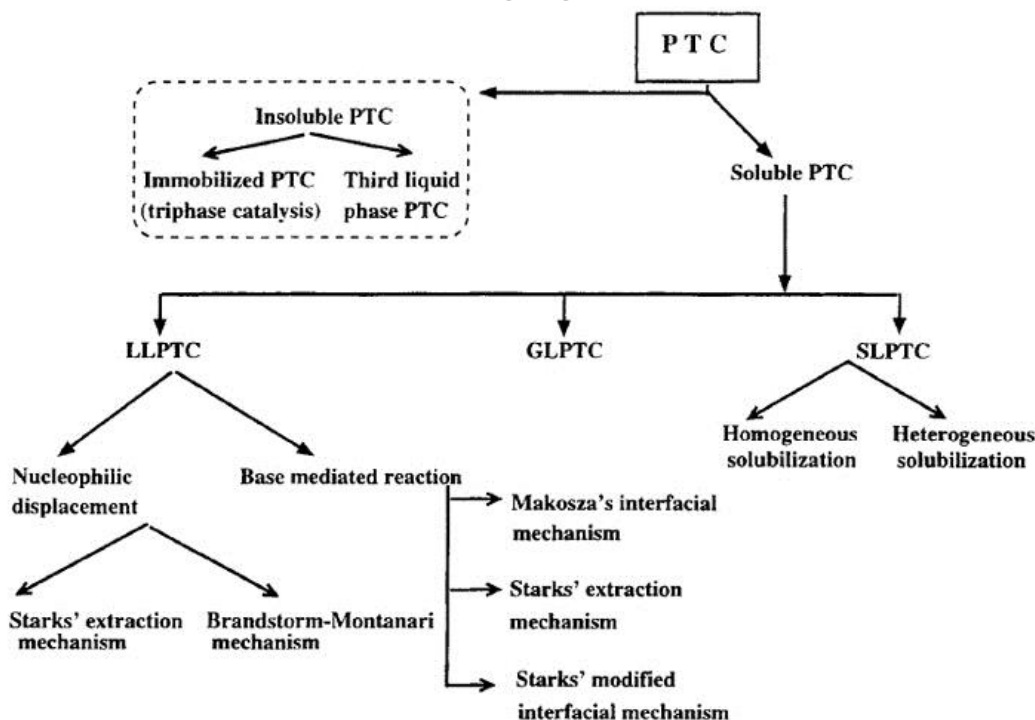 P T C
Insoluble PTC
Immobilized PTC
(triphase catalysis)
Third liquid
phase PTC
Soluble PTC
LLPTC
GLPTC
SLPTC
Homogeneous
solubilization
Heterogeneous
solubilization
Nucleophilic
displacement
Base mediated reaction
Makosza's interfacial
mechanism
Starks' extraction
mechanism
Starks' modified
interfacial mechanism
Starks' extraction
mechanism
Brandstorm-Montanari
mechanism